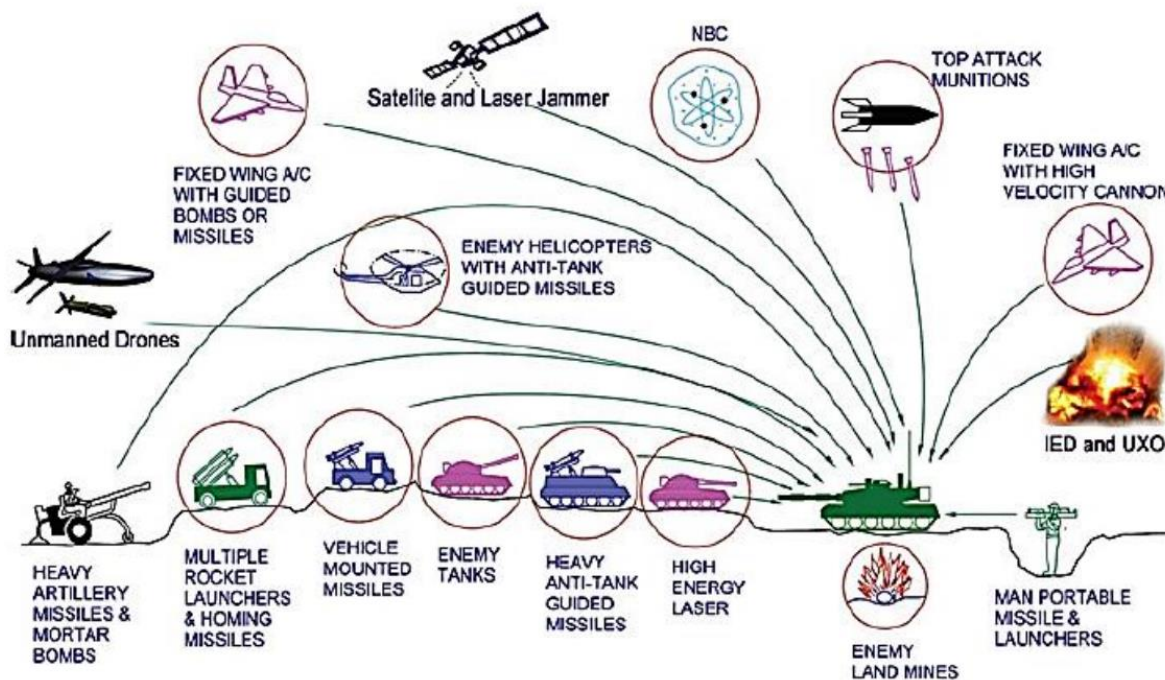 NBC
TOP ATTACK
MUNITIONS
Satelite and Laser Jammer
FIXED WING A/C
WITH GUIDED
BOMBS OR
MISSILES
FIXED WING A/C
WITH HIGH
VELOCITY CANNON
ENEMY HELICOPTERS
WITH ANTI-TANK
GUIDED MISSILES
Unmanned Drones
IED and UXO
HEAVY
ARTILLERY
MISSILES &
MORTAR
BOMBS
MULTIPLE
ROCKET
LAUNCHERS
& HOMING
MISSILES
VEHICLE
MOUNTED
MISSILES
ENEMY
TANKS
HEAVY
ANTI-TANK
GUIDED
MISSILES
HIGH
ENERGY
LASER
ENEMY
LAND MINES
MAN PORTABLE
MISSILE &
LAUNCHERS